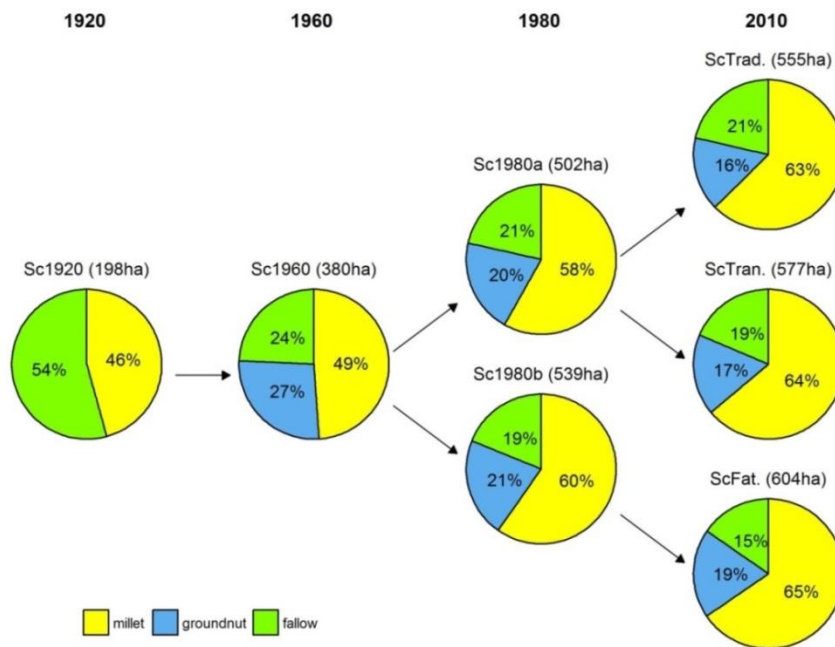 1920 1960 1980 2010
ScTrad. (555ha)
21%
16%
63%
Sc1980a (502ha)
21%
20%
58%
Sc1920 (198ha)
54%
46%
Sc1960 (380ha)
24%
27%
49%
ScTran. (577ha)
19%
17%
64%
Sc1980b (539ha)
19%
21%
60%
ScFat. (604ha)
15%
19%
65%
millet groundnut fallow